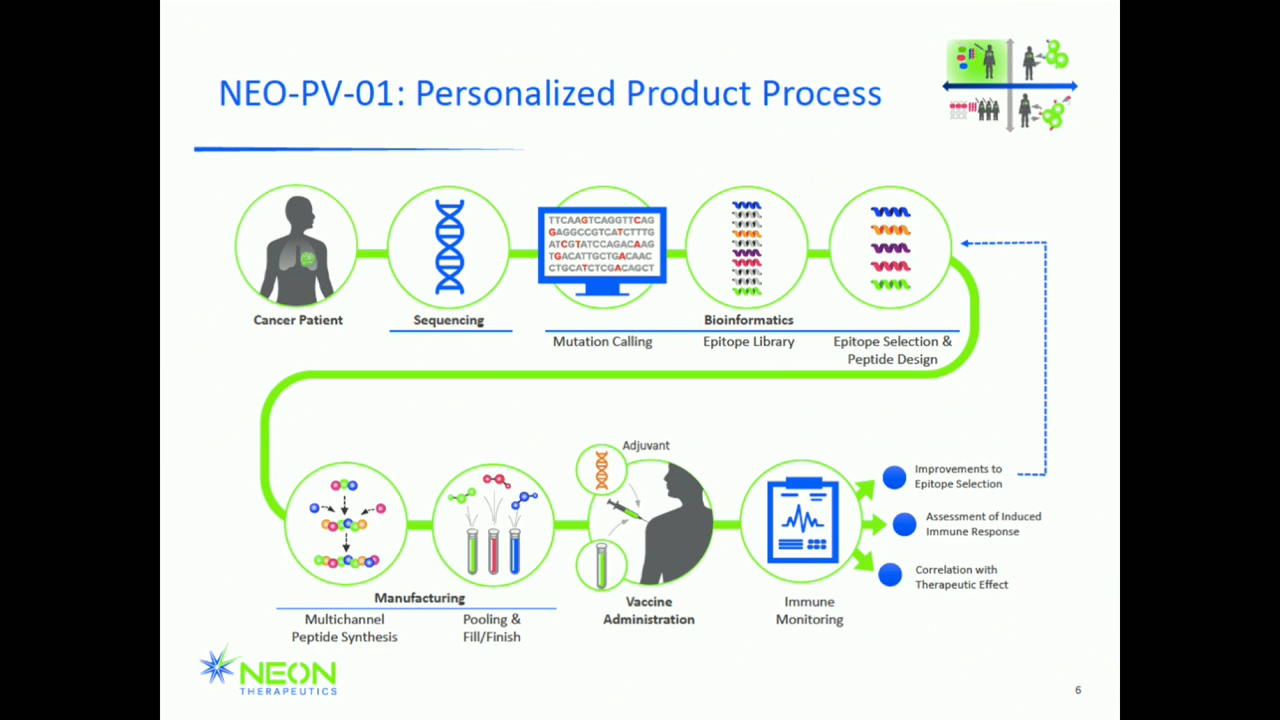 NEO-PV-01: Personalized Product Process
TTCAAGTCAGGTTCAG
GAGGCCGTCATCTTTG
ATCGTATCCAGACAAG
TGACATTGCTGACAAC
CTGCATCTCGACAGCT
Cancer Patient
Sequencing
Bioinformatics
Mutation Calling
Epitope Library
Epitope Selection &
Peptide Design
Adjuvant
Manufacturing
Multichannel
Peptide Synthesis
Pooling &
Fill/Finish
Vaccine
Administration
Immune
Monitoring
Improvements to
Epitope Selection
Assessment of Induced
Immune Response
Correlation with
Therapeutic Effect
NEON
THERAPEUTICS
6